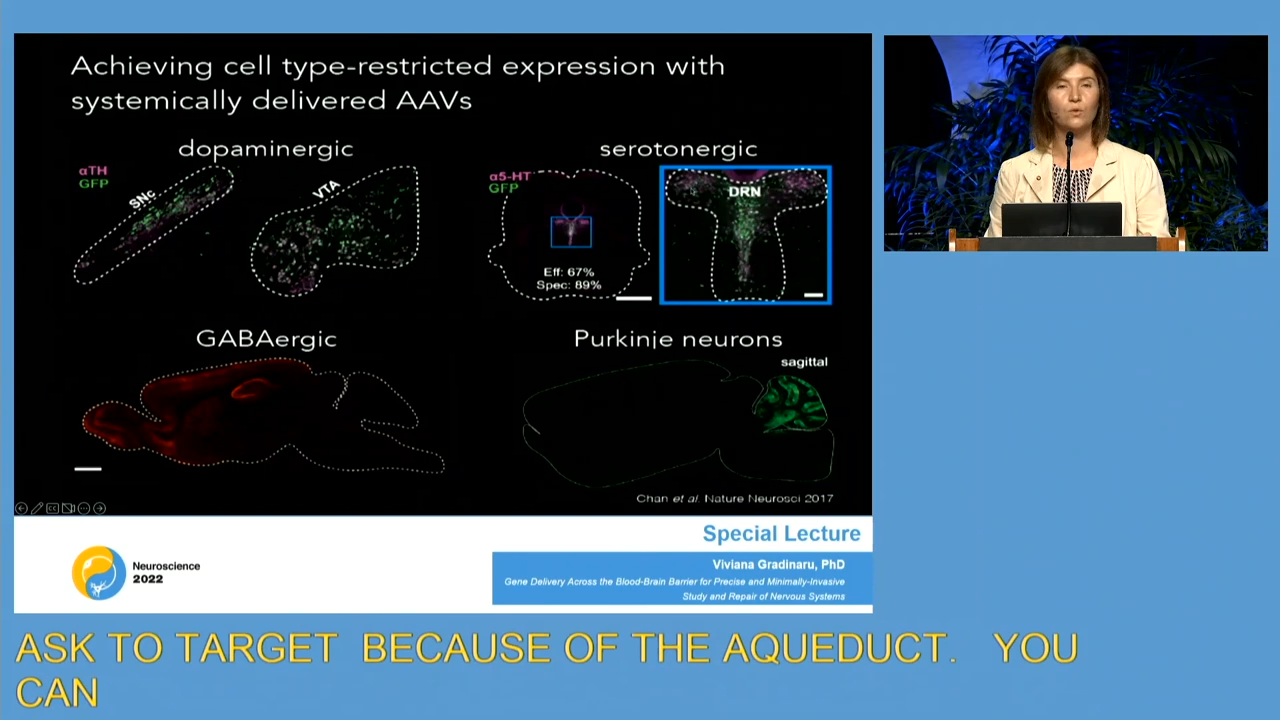 Achieving cell type-restricted expression with
systemically delivered AAVs
dopaminergic
αTH
GFP
SNc
VTA
serotonergic
α5-HT
GFP
Eff: 67%
Spec: 89%
DRN
GABAergic
Purkinje neurons
sagittal
Chan et al. Nature Neurosci 2017
Special Lecture
Neuroscience
2022
Viviana Gradinaru, PhD
Gene Delivery Across the Blood-Brain Barrier for Precise and Minimally-Invasive
Study and Repair of Nervous Systems
ASK TO TARGET BECAUSE OF THE AQUEDUCT. YOU
CAN